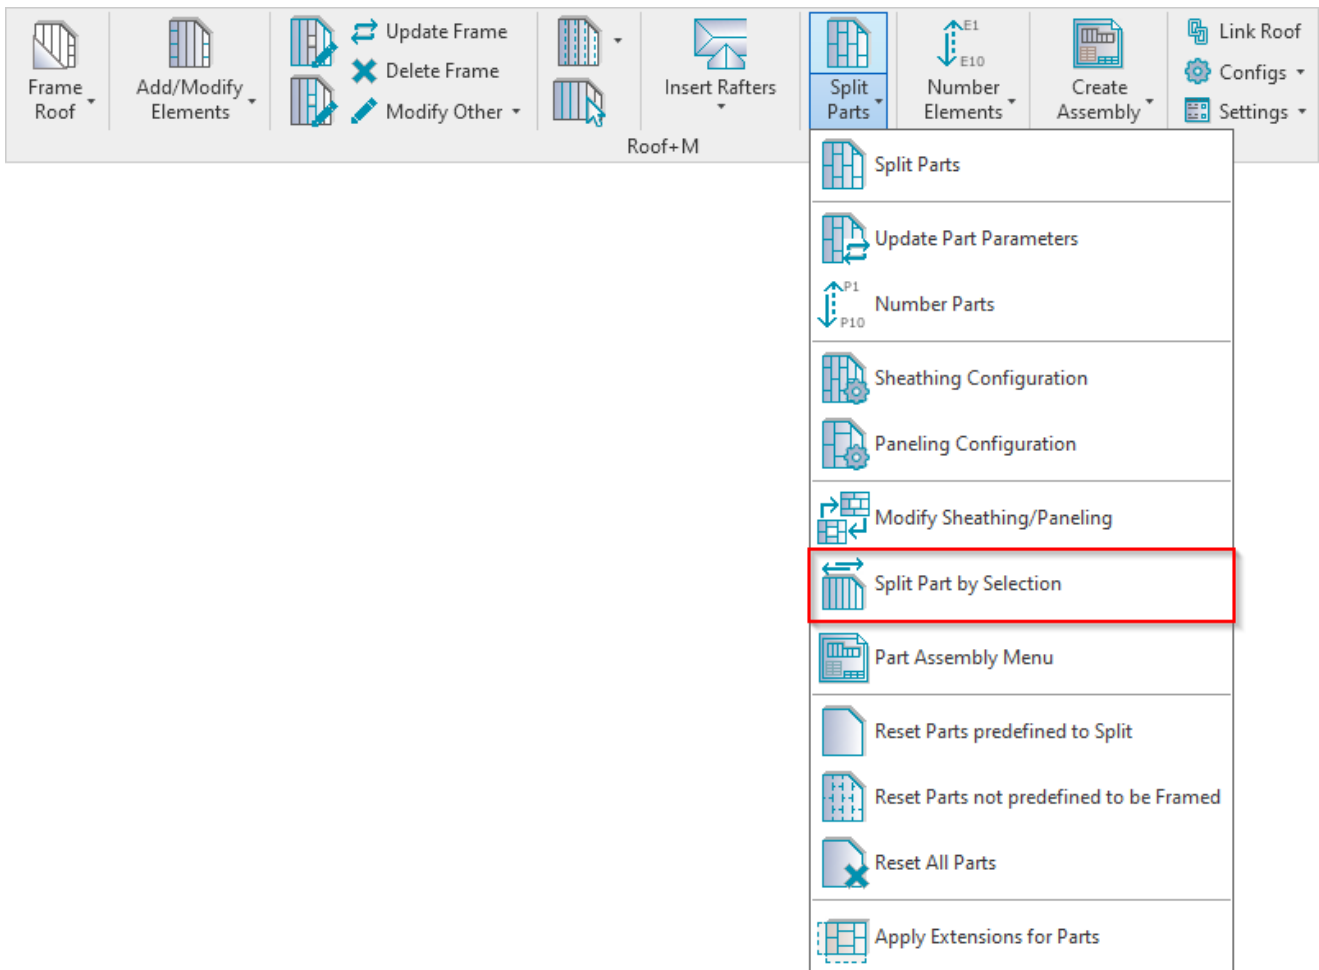 Frame
Roof
Add/Modify
Elements
Update Frame
Delete Frame
Modify Other
Insert Rafters
Split
Parts
E1
E10
Number
Elements
Create
Assembly
Link Roof
Configs
Settings
Roof+M
Split Parts
Update Part Parameters
P1
P10
Number Parts
Sheathing Configuration
Paneling Configuration
Modify Sheathing/Paneling
Split Part by Selection
Part Assembly Menu
Reset Parts predefined to Split
Reset Parts not predefined to be Framed
Reset All Parts
Apply Extensions for Parts